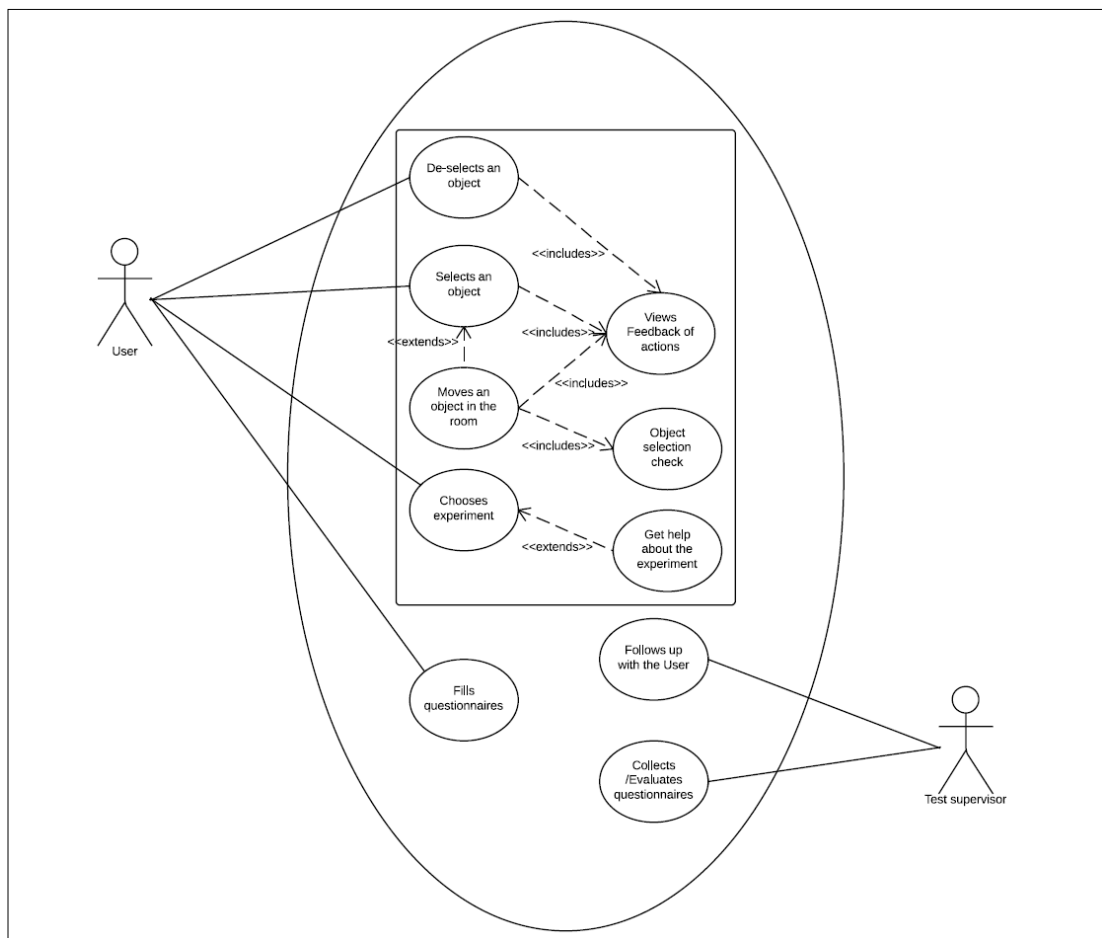 De-selects an
object
<<includes>>
Selects an
object
Views
Feedback of
actions
<<includes>>
<<extends>>
User
<<includes>>
Moves an
object in the
room
Object
selection
check
<<includes>>
Chooses
experiment
Get help
about the
experiment
<<extends>>
Follows up
with the User
Fills
questionnaires
Collects
/Evaluates
questionnaires
Test supervisor